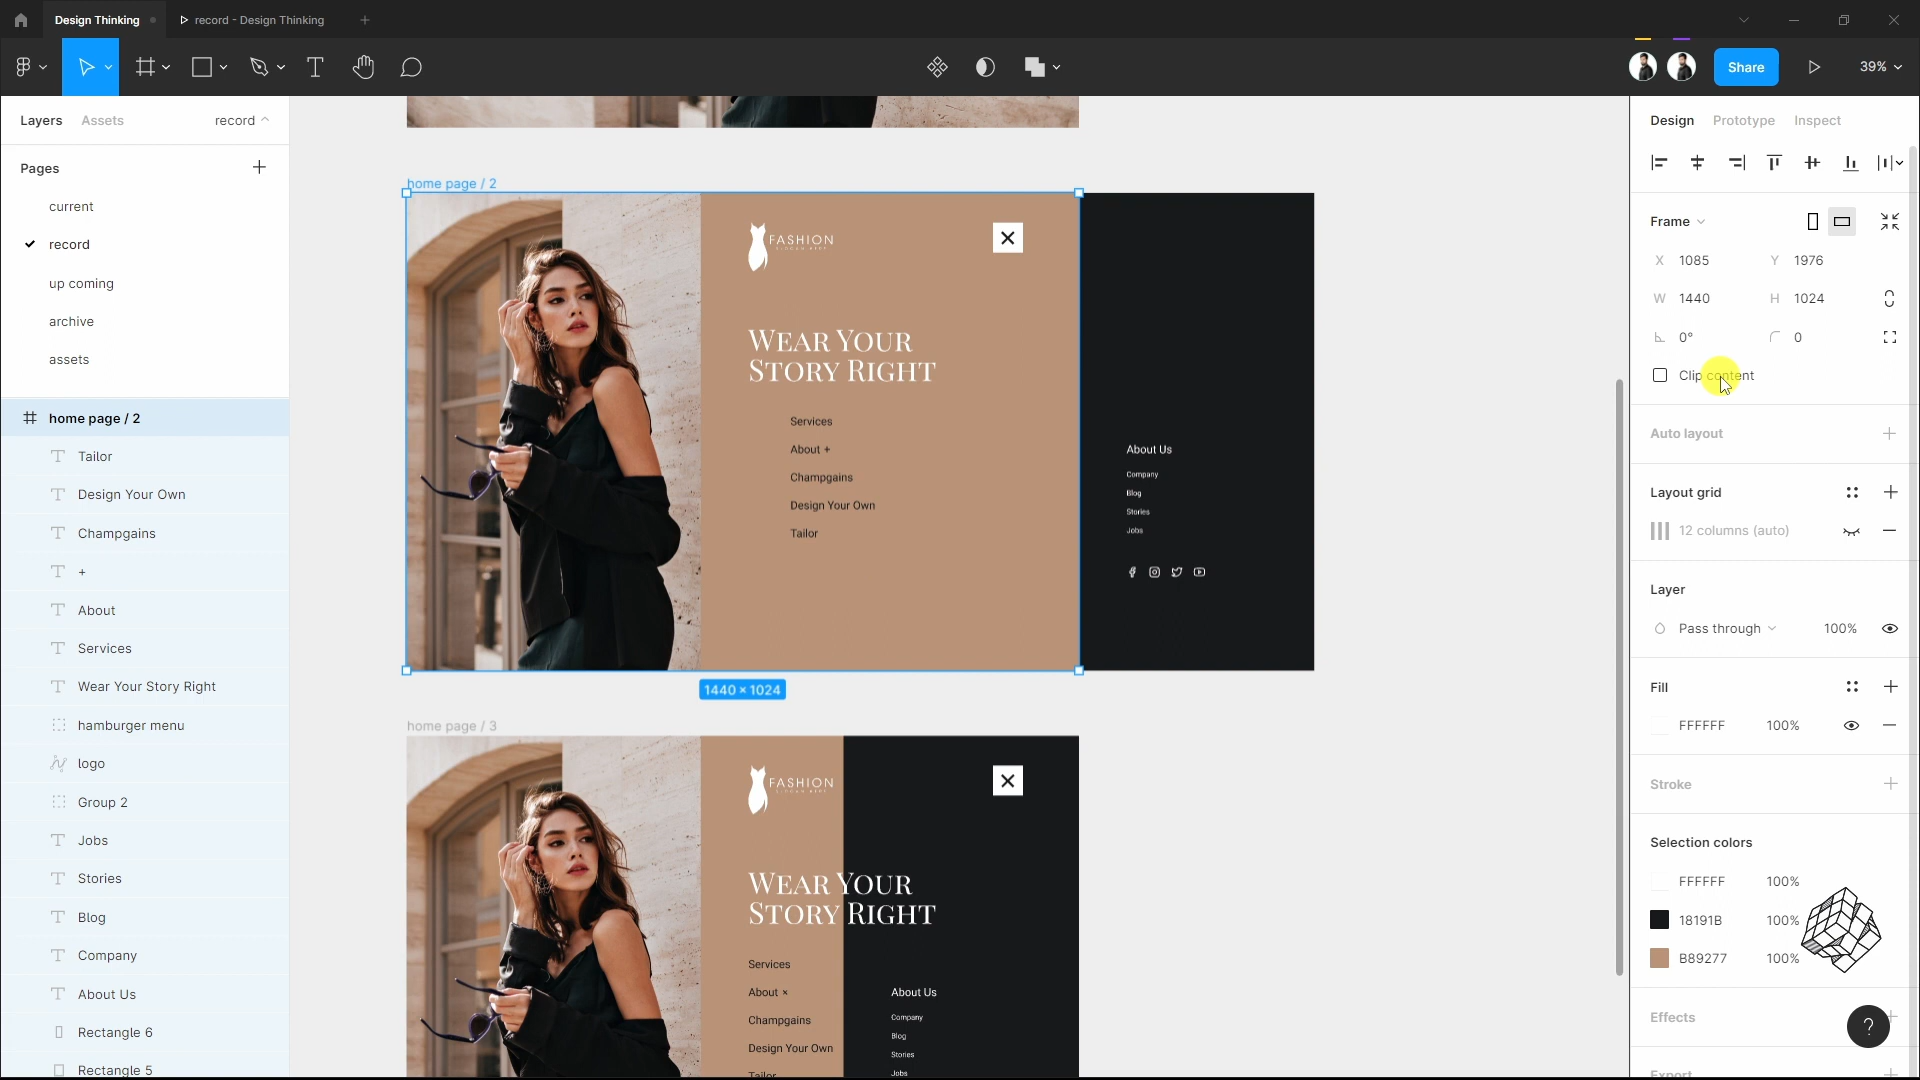 Design Thinking
record - Design Thinking
Share
39%
Layers
Assets
record
Pages
current
record
up coming
archive
assets
home page / 2
Tailor
Design Your Own
Champgains
+
About
Services
Wear Your Story Right
hamburger menu
logo
Group 2
Jobs
Stories
Blog
Company
About Us
Rectangle 6
Rectangle 5
home page / 2
FASHION
WEAR YOUR
STORY RIGHT
Services
About +
Champgains
Design Your Own
Tailor
About Us
Company
Blog
Stories
Jobs
1440 × 1024
home page / 3
FASHION
WEAR YOUR
STORY RIGHT
Services
About ×
Champgains
Design Your Own
Tailor
About Us
Company
Blog
Stories
Jobs
Design
Prototype
Inspect
Frame
X 1085
Y 1976
W 1440
H 1024
0°
0
Clip content
Auto layout
Layout grid
12 columns (auto)
Layer
Pass through
100%
Fill
FFFFFF
100%
Stroke
Selection colors
FFFFFF
100%
18191B
100%
B89277
100%
Effects
?
Export